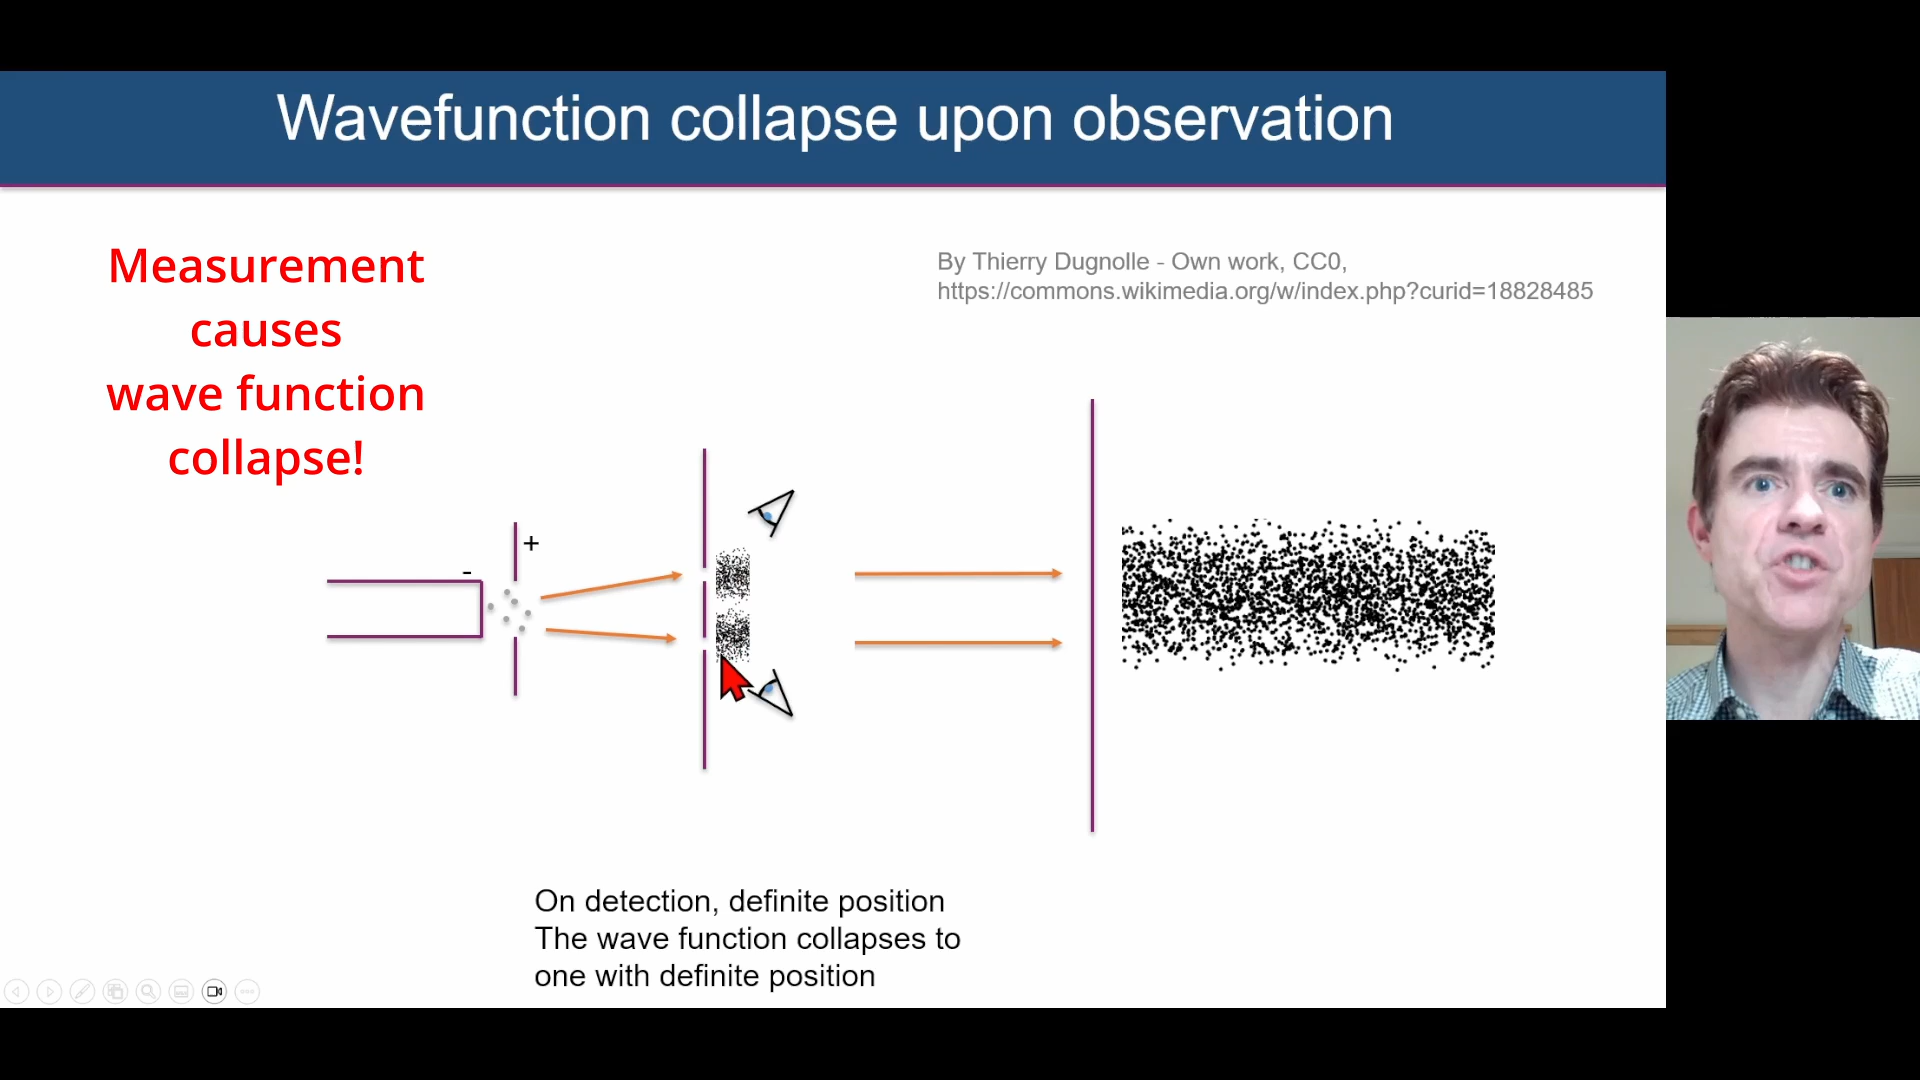 Wavefunction collapse upon observation
Measurement
causes
wave function
collapse!
By Thierry Dugnolle - Own work, CC0,
https://commons.wikimedia.org/w/index.php?curid=18828485
+
-
On detection, definite position
The wave function collapses to
one with definite position